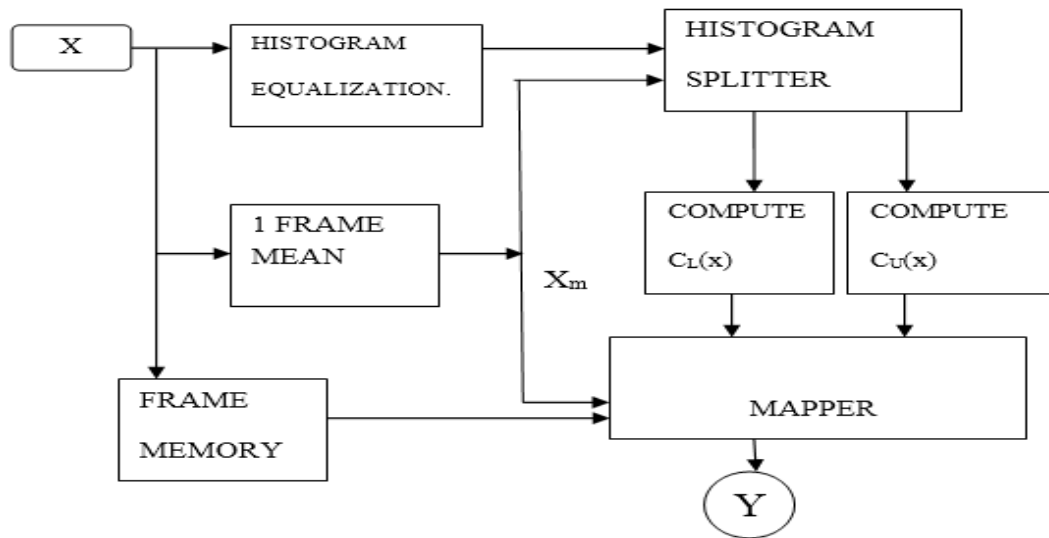 X
HISTOGRAM
EQUALIZATION.
HISTOGRAM
SPLITTER
1 FRAME
MEAN
Xm
COMPUTE
CL(x)
COMPUTE
CU(x)
FRAME
MEMORY
MAPPER
Y